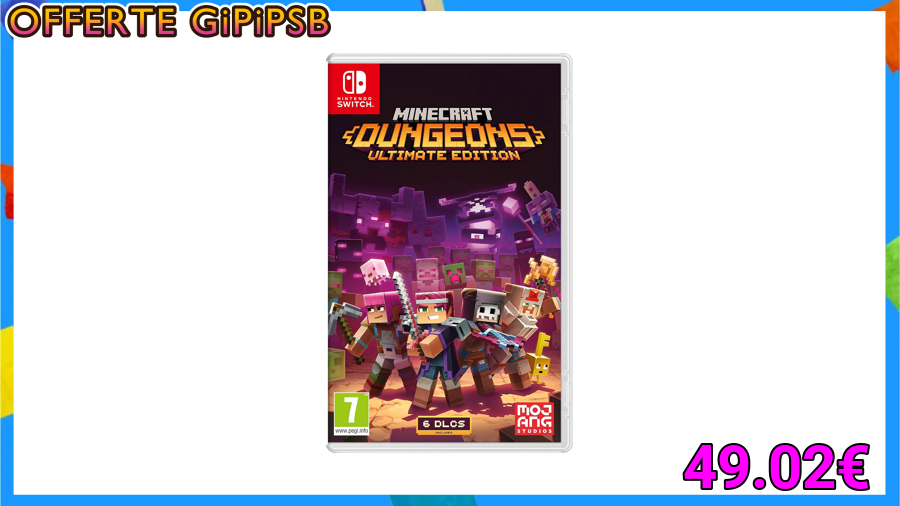 OFFERTE GiPiPSB
NINTENDO
SWITCH.
MINECRAFT
DUNGEONS
ULTIMATE EDITION
7
www.pegi.info
6 DLCS
INCLUDED
MOJ
ANG
STUDIOS
49.02€